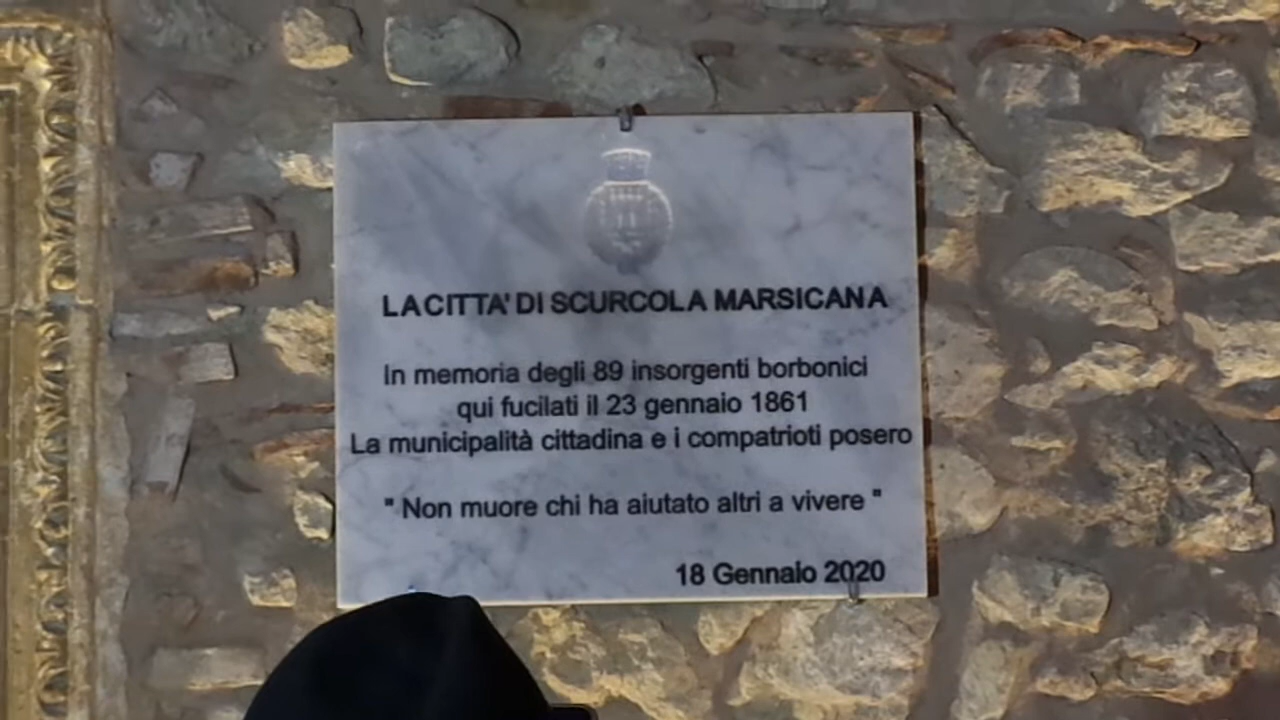 LA CITTA' DI SCURCOLA MARSICANA
In memoria degli 89 insorgenti borbonici
qui fucilati il 23 gennaio 1861
La municipalità cittadina e i compatrioti posero
" Non muore chi ha aiutato altri a vivere "
18 Gennaio 2020